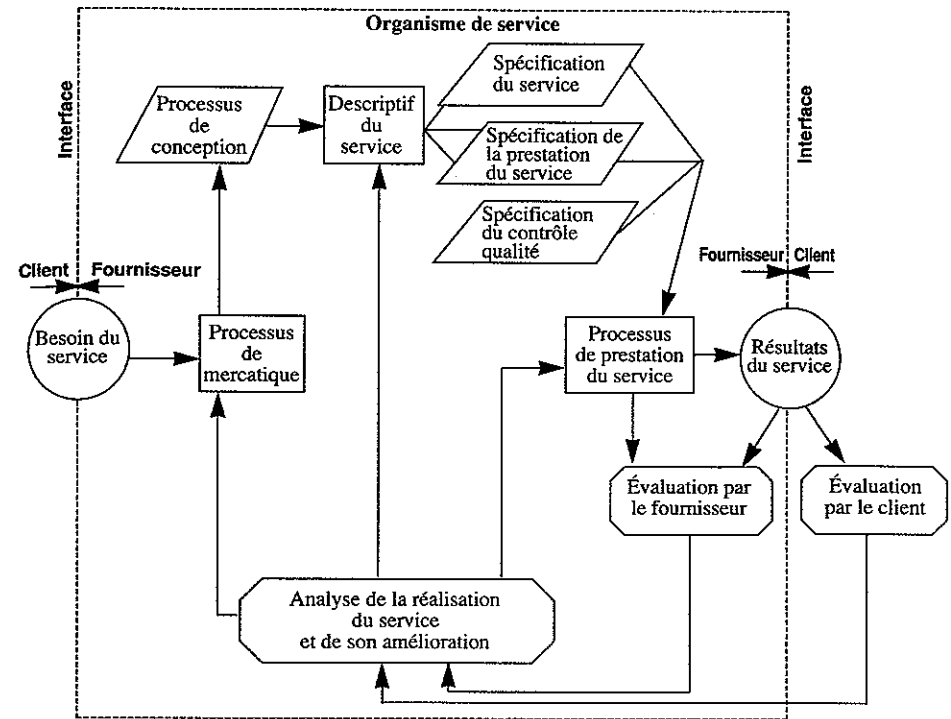 Organisme de service
Interface
Interface
Processus
de
conception
Descriptif
du
service
Spécification
du service
Spécification de
la prestation
du service
Spécification
du contrôle
qualité
Client
Fournisseur
Fournisseur
Client
Besoin du
service
Processus
de
mercatique
Processus
de prestation
du service
Résultats
du service
Évaluation par
le fournisseur
Évaluation
par le client
Analyse de la réalisation
du service
et de son amélioration